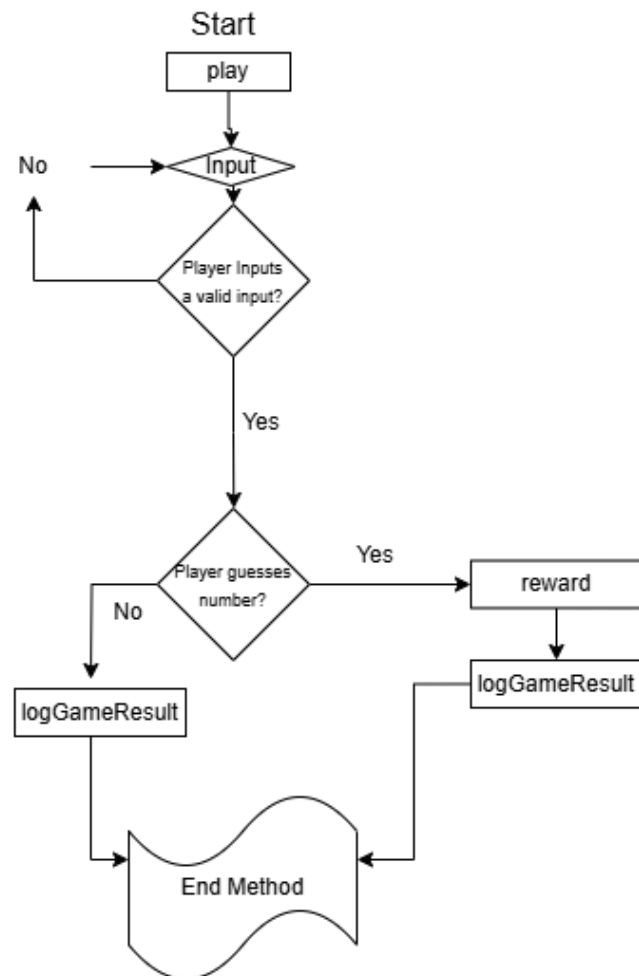 Start
play
No
Input
Player Inputs
a valid input?
Yes
Player guesses
number?
Yes
No
reward
logGameResult
logGameResult
End Method